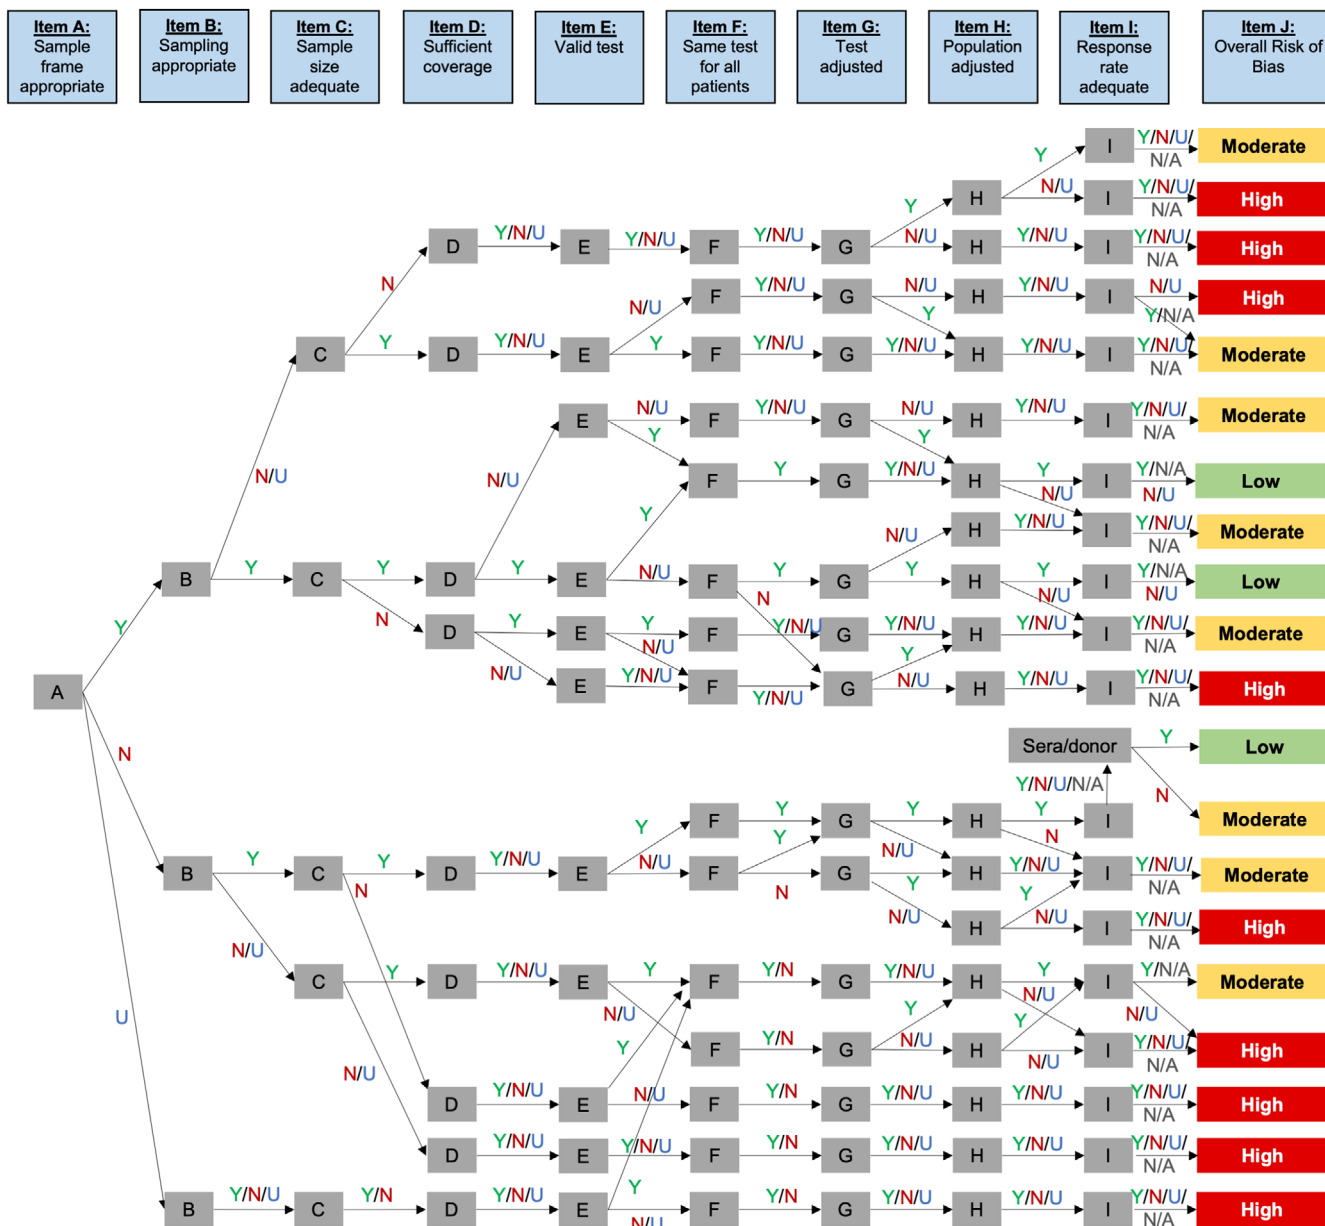 Item A: Sample frame appropriate
Item B: Sampling appropriate
Item C: Sample size adequate
Item D: Sufficient coverage
Item E: Valid test
Item F: Same test for all patients
Item G: Test adjusted
Item H: Population adjusted
Item I: Response rate adequate
Item J: Overall Risk of Bias
Y I Y/N/U/ N/A Moderate
Y H N/U I Y/N/U/ N/A High
N D Y/N/U E Y/N/U F Y/N/U G N/U H Y/N/U I Y/N/U/ N/A High
N/U F Y/N/U G N/U H Y/N/U I N/U High
Y Y/N/A
N/U C Y D Y/N/U E Y F Y/N/U G Y/N/U H Y/N/U I Y/N/U/ N/A Moderate
N/U E N/U F Y/N/U G N/U H Y/N/U I Y/N/U/ N/A Moderate
Y Y
Y F Y G Y/N/U H Y I Y/N/A N/U Low
N/U
N/U H Y/N/U I Y/N/U/ N/A Moderate
Y B Y C Y D Y E N/U F Y G Y H Y I Y/N/A N/U Low
N N/U
N D Y E Y F Y/N/U G Y/N/U H Y/N/U I Y/N/U/ N/A Moderate
N/U Y
A N/U E Y/N/U F Y/N/U G N/U H Y/N/U I Y/N/U/ N/A High
Sera/donor Y Low
Y/N/U/N/A N
Y F Y G Y H Y I Moderate
Y N/U N
N B Y C Y D Y/N/U E N/U F N G H Y/N/U I Y/N/U/ N/A Moderate
Y Y
N/U H N/U I Y/N/U/ N/A High
N/U C Y D Y/N/U E Y F Y/N G Y/N/U H Y I Y/N/A Moderate
N/U Y N/U Y N/U
N/U F Y/N G N/U H N/U I Y/N/U/ N/A High
Y
N D Y/N/U E N/U F Y/N G Y/N/U H Y/N/U I Y/N/U/ N/A High
N/U D Y/N/U E Y/N/U F Y/N G Y/N/U H Y/N/U I Y/N/U/ N/A High
Y
U B Y/N/U C Y/N D Y/N/U E N/U F Y/N G Y/N/U H Y/N/U I Y/N/U/ N/A High